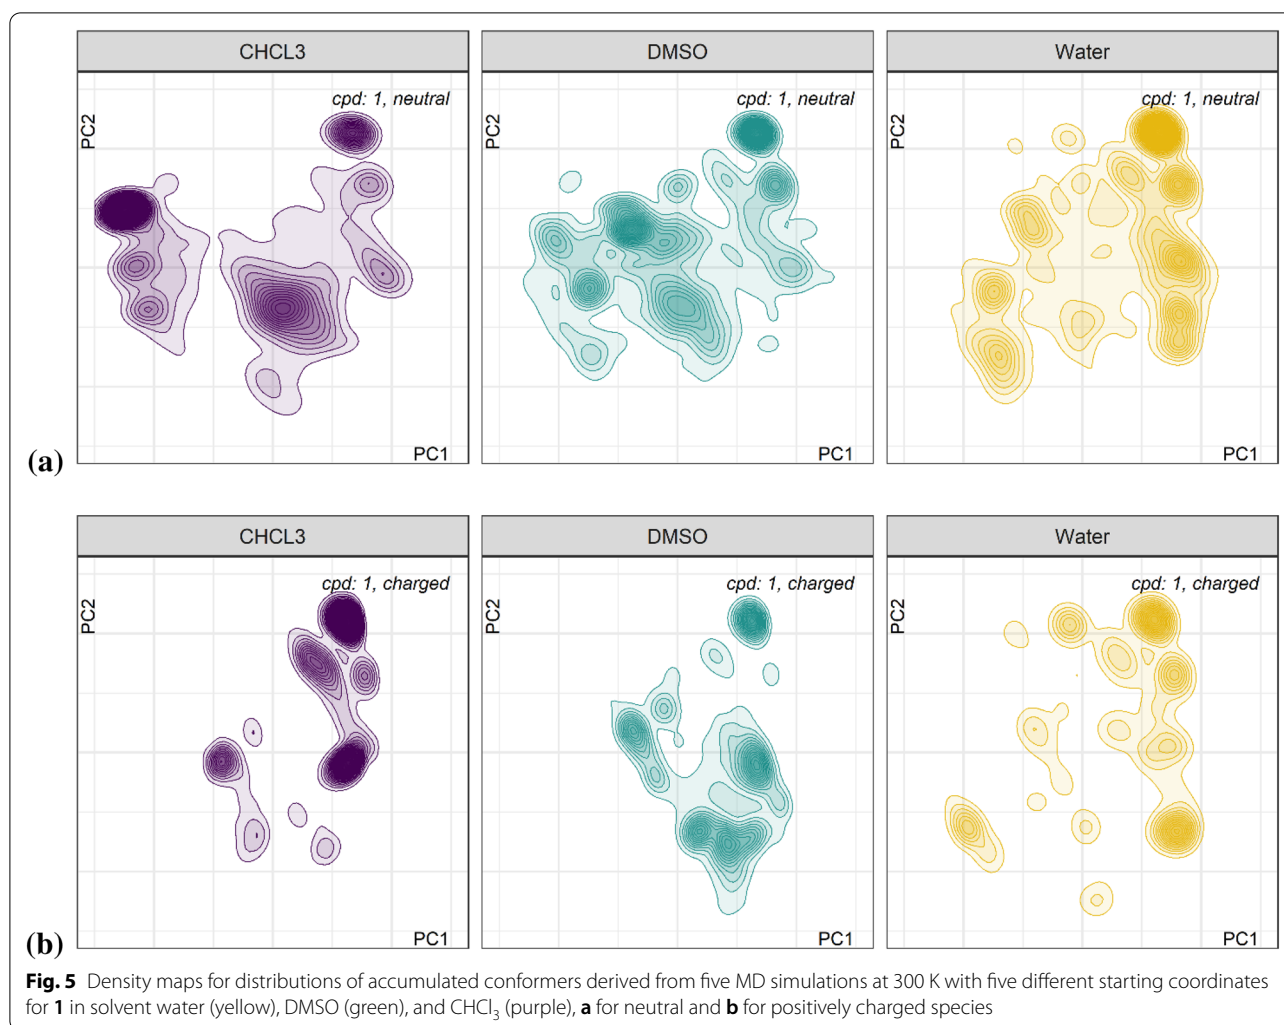 CHCL3 DMSO Water
cpd: 1, neutral cpd: 1, neutral cpd: 1, neutral
PC2 PC2 PC2
(a) PC1 PC1 PC1
CHCL3 DMSO Water
cpd: 1, charged cpd: 1, charged cpd: 1, charged
PC2 PC2 PC2
(b) PC1 PC1 PC1
Fig. 5 Density maps for distributions of accumulated conformers derived from five MD simulations at 300 K with five different starting coordinates
for 1 in solvent water (yellow), DMSO (green), and CHCl₃ (purple), a for neutral and b for positively charged species